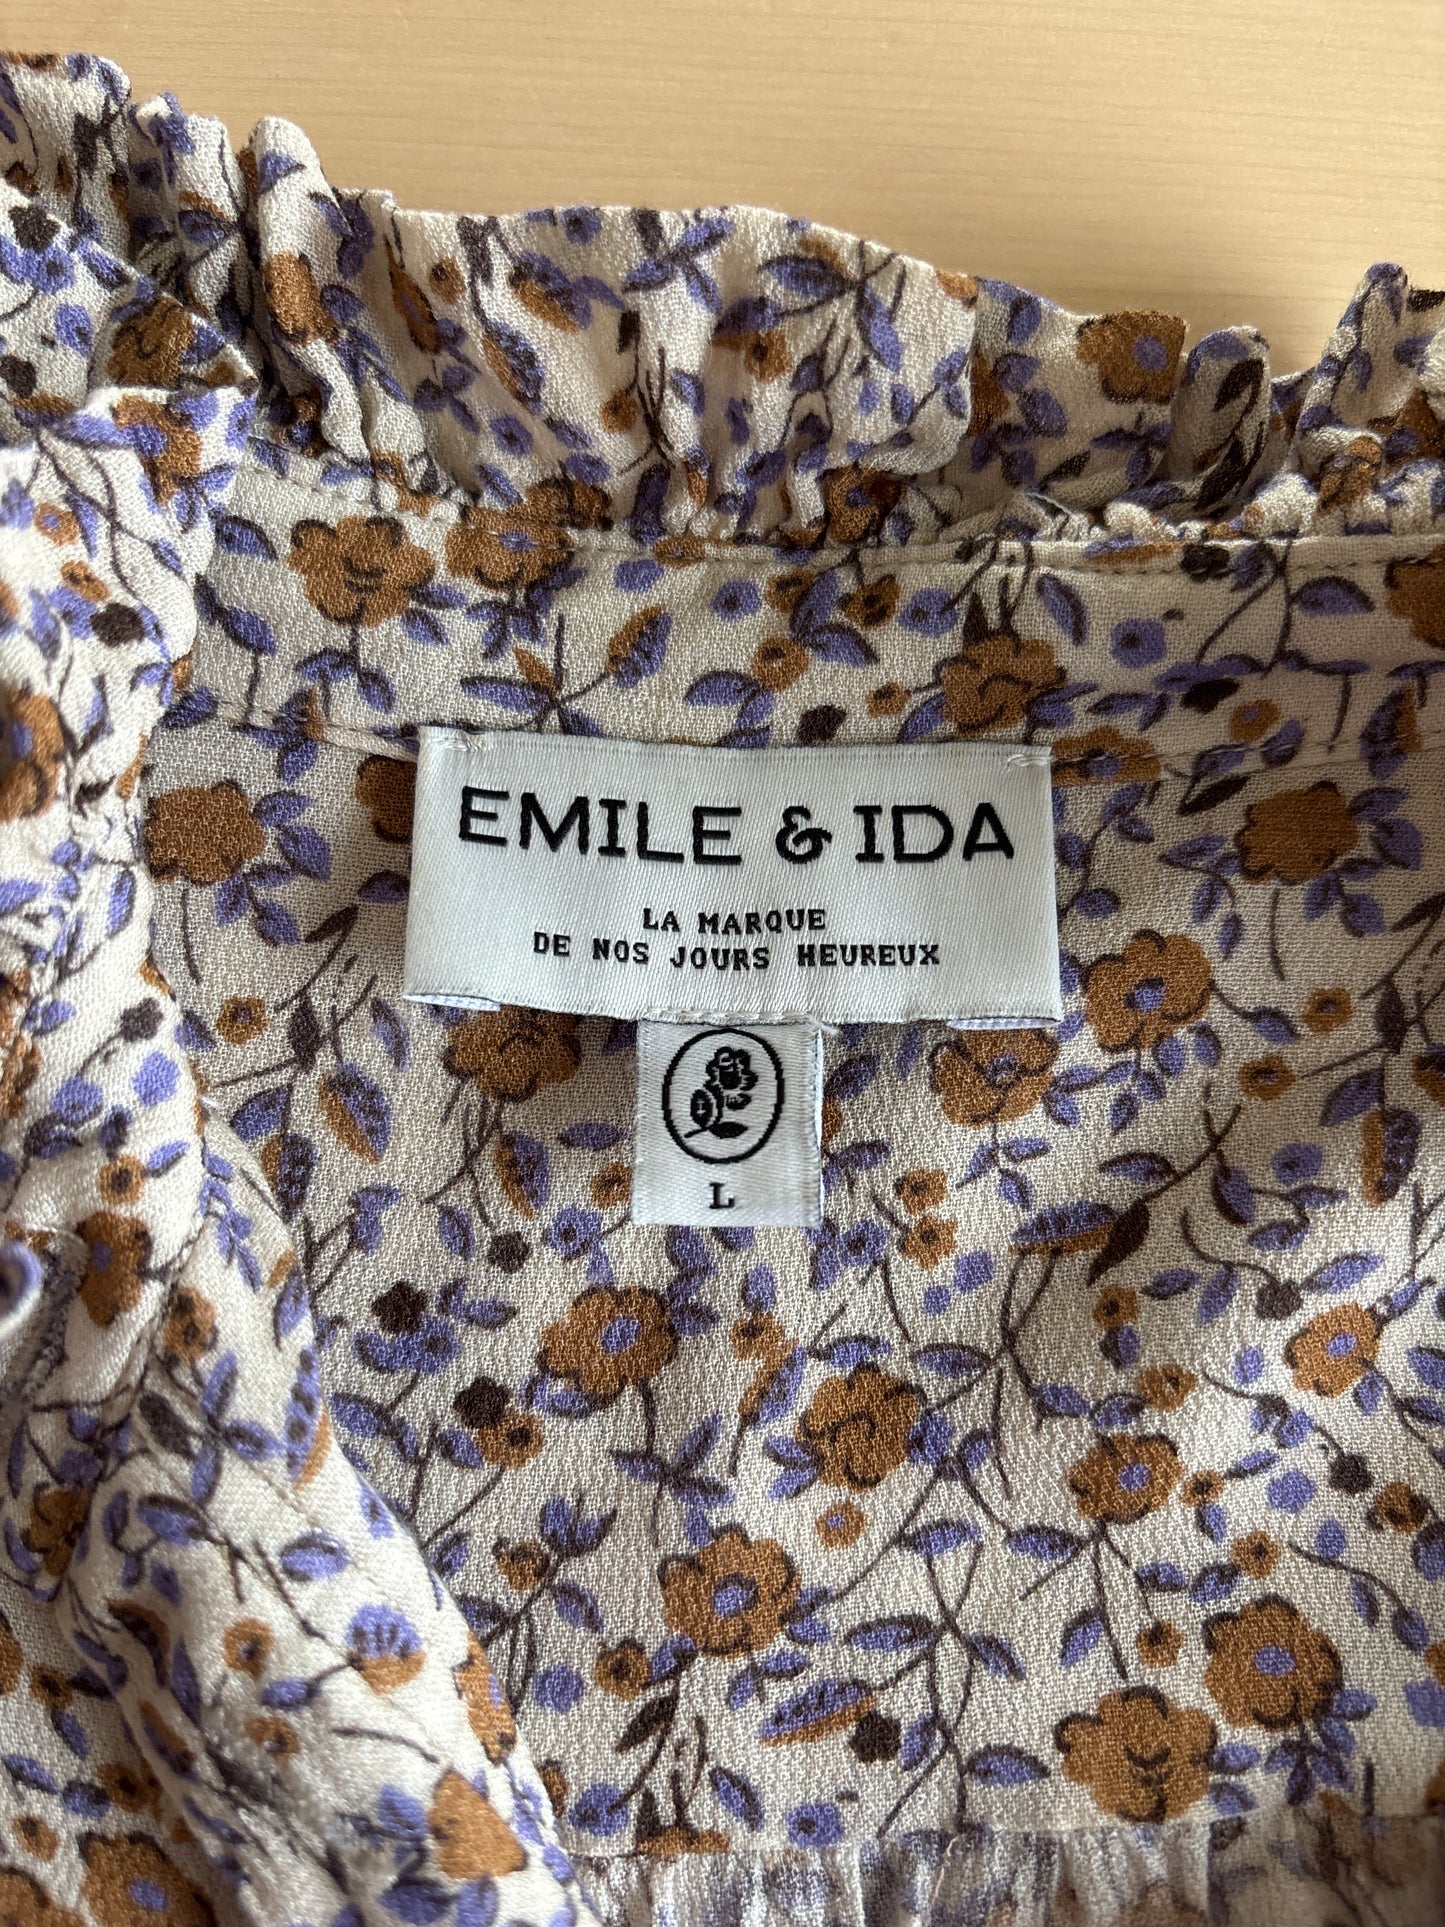 EMILE & IDA
LA MARQUE
DE NOS JOURS HEUREUX
L